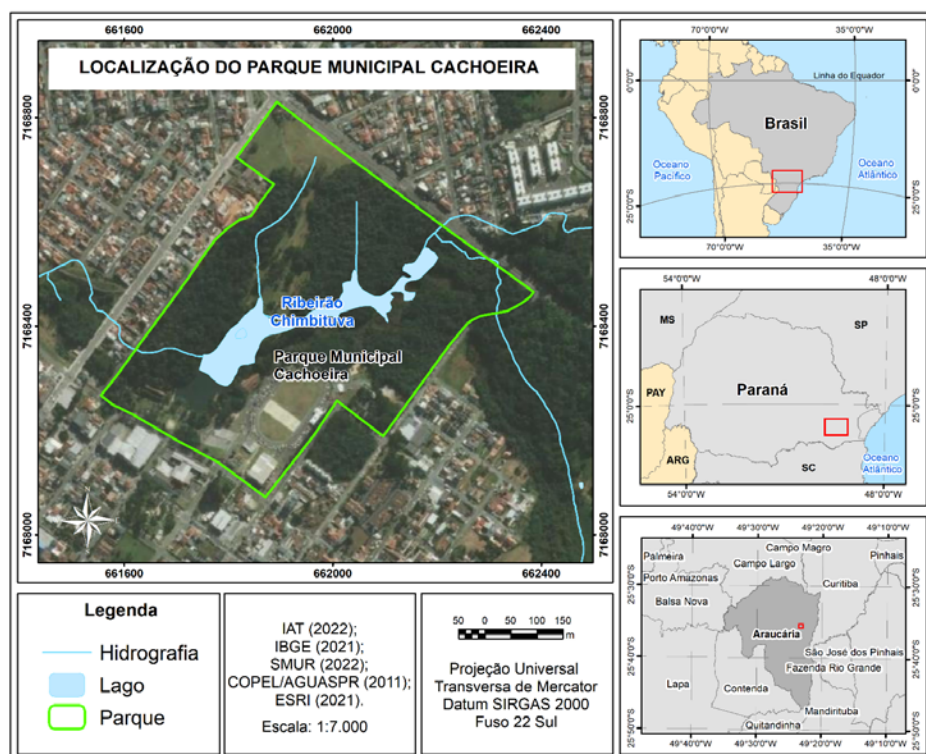 661600
662000
662400
LOCALIZAÇÃO DO PARQUE MUNICIPAL CACHOEIRA
7168800
7168800
7168400
7168400
7168000
7168000
Ribeirão
Chimbituva
Parque Municipal
Cachoeira
661600
662000
662400
70°0'0"W
35°0'0"W
Linha do Equador
0°0'0"
0°0'0"
Brasil
Oceano
Pacífico
Oceano
Atlântico
25°0'0"S
25°0'0"S
70°0'0"W
35°0'0"W
54°0'0"W
48°0'0"W
MS
SP
PAY
Paraná
25°0'0"S
25°0'0"S
ARG
SC
Oceano
Atlântico
54°0'0"W
48°0'0"W
49°40'0"W
49°30'0"W
49°20'0"W
49°10'0"W
Palmeira
Campo Magro
Pinhais
Campo Largo
Porto Amazonas
Curitiba
25°30'0"S
25°30'0"S
Balsa Nova
Araucária
São José dos Pinhais
25°40'0"S
25°40'0"S
Fazenda Rio Grande
Lapa
Contenda
Mandirituba
Quitandinha
25°50'0"S
25°50'0"S
49°40'0"W
49°30'0"W
49°20'0"W
49°10'0"W
Legenda
Hidrografia
Lago
Parque
IAT (2022);
IBGE (2021);
SMUR (2022);
COPEL/AGUASPR (2011);
ESRI (2021).
Escala: 1:7.000
50 0 50 100 150
m
Projeção Universal
Transversa de Mercator
Datum SIRGAS 2000
Fuso 22 Sul